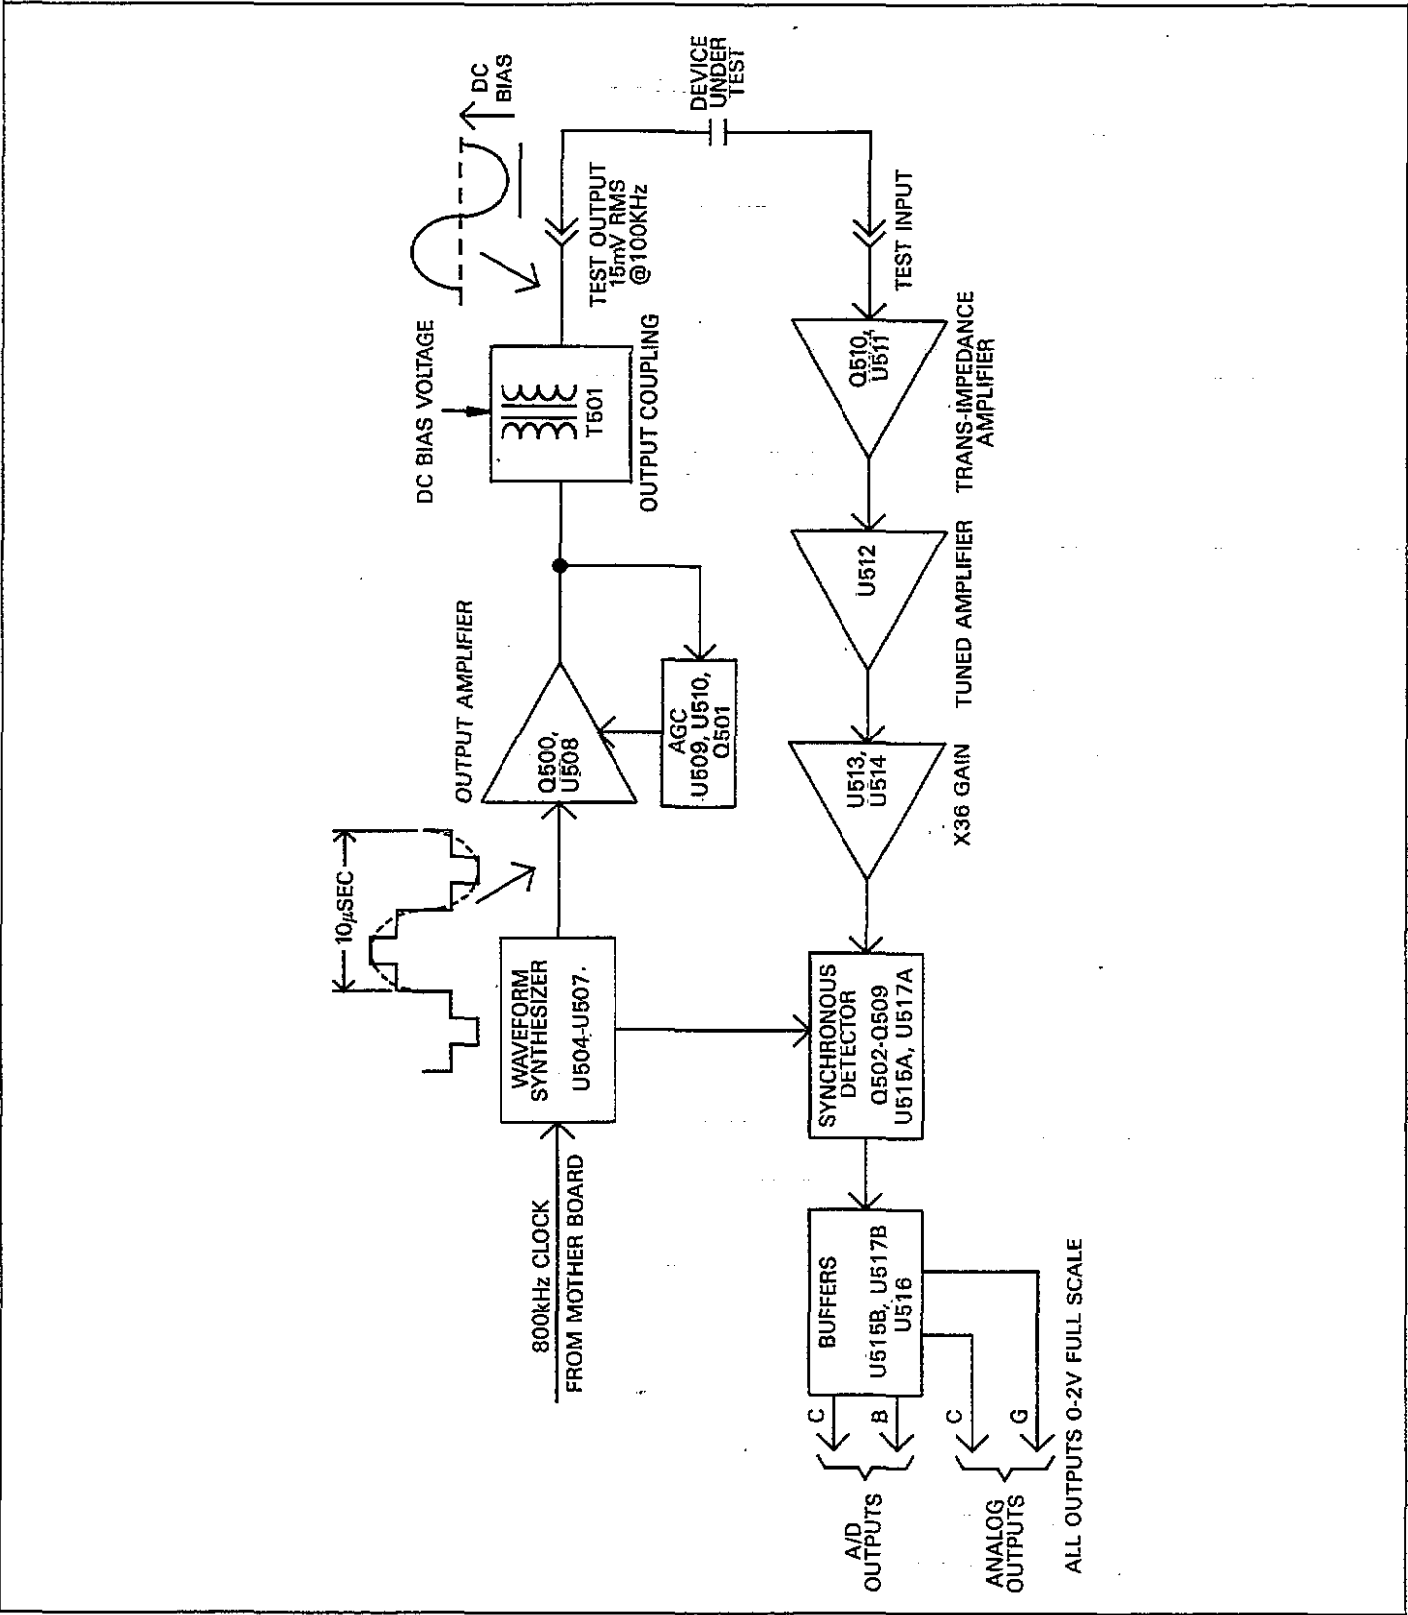 10µSEC
OUTPUT AMPLIFIER
DC BIAS VOLTAGE
DC
BIAS
800kHz CLOCK
FROM MOTHER BOARD
WAVEFORM
SYNTHESIZER
U504-U507.
Q500,
U508
AGC
U509, U510,
Q501
T501
OUTPUT COUPLING
TEST OUTPUT
15mV RMS
@100KHz
DEVICE
UNDER
TEST
A/D
OUTPUTS
C
B
ANALOG
OUTPUTS
C
G
BUFFERS
U515B, U517B
U516
SYNCHRONOUS
DETECTOR
Q502-Q509
U515A, U517A
U513,
U514
X36 GAIN
U512
TUNED AMPLIFIER
Q510,
U511
TRANS-IMPEDANCE
AMPLIFIER
TEST INPUT
ALL OUTPUTS 0-2V FULL SCALE